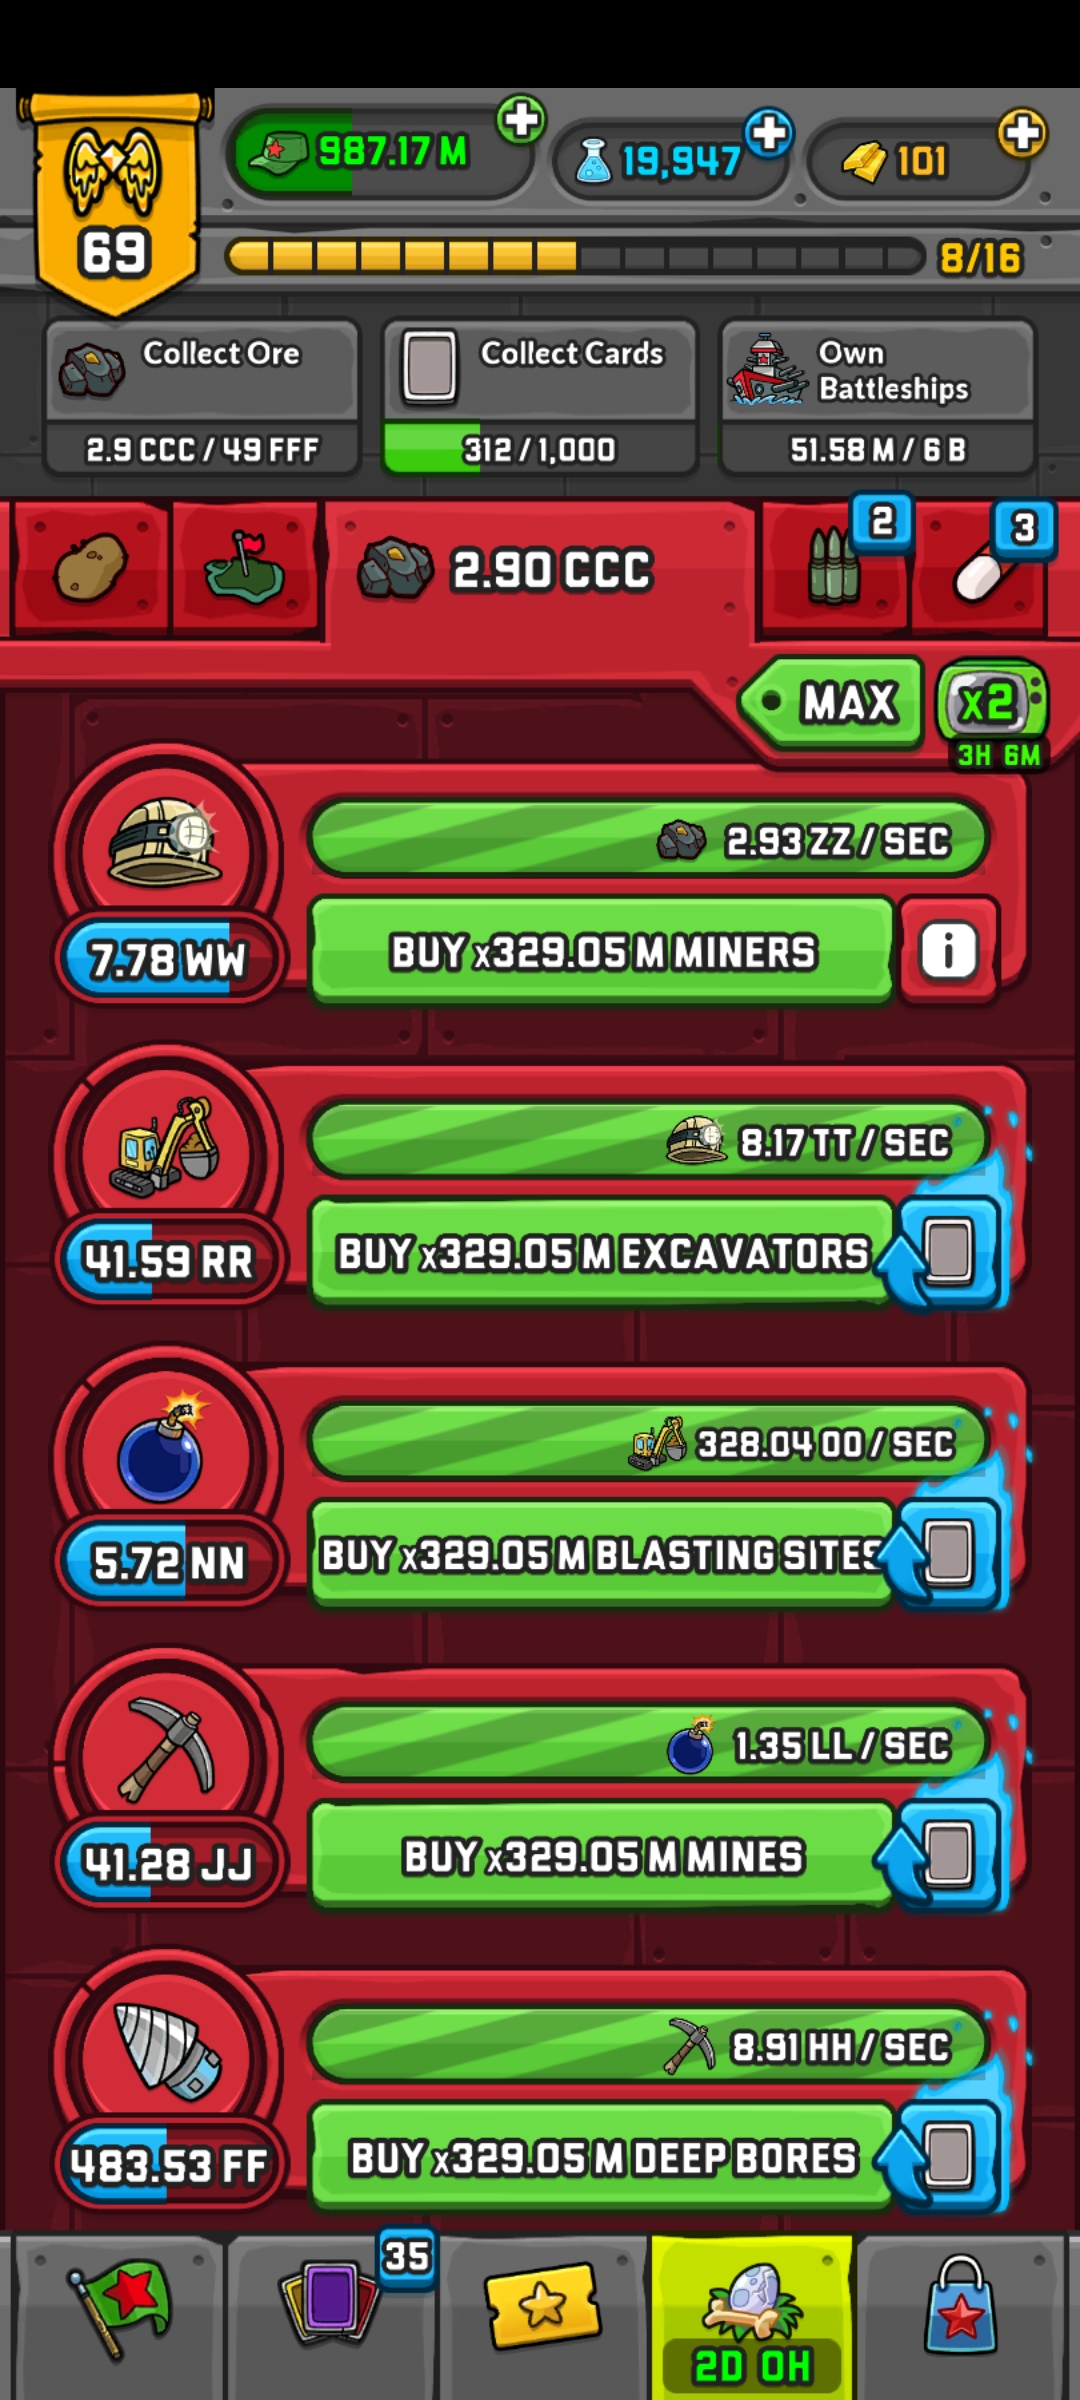 69
987.17 M
19,947
101
8/16
Collect Ore
2.9 CCC / 49 FFF
Collect Cards
312 / 1,000
Own
Battleships
51.58 M / 6 B
2.90 CCC
2
3
MAX
x2
3H 6M
2.93 ZZ / SEC
7.78 WW
BUY x329.05 M MINERS
i
8.17 TT / SEC
41.59 RR
BUY x329.05 M EXCAVATORS
328.04 OO / SEC
5.72 NN
BUY x329.05 M BLASTING SITES
1.35 LL / SEC
41.28 JJ
BUY x329.05 M MINES
8.91 HH / SEC
483.53 FF
BUY x329.05 M DEEP BORES
35
2D 0H